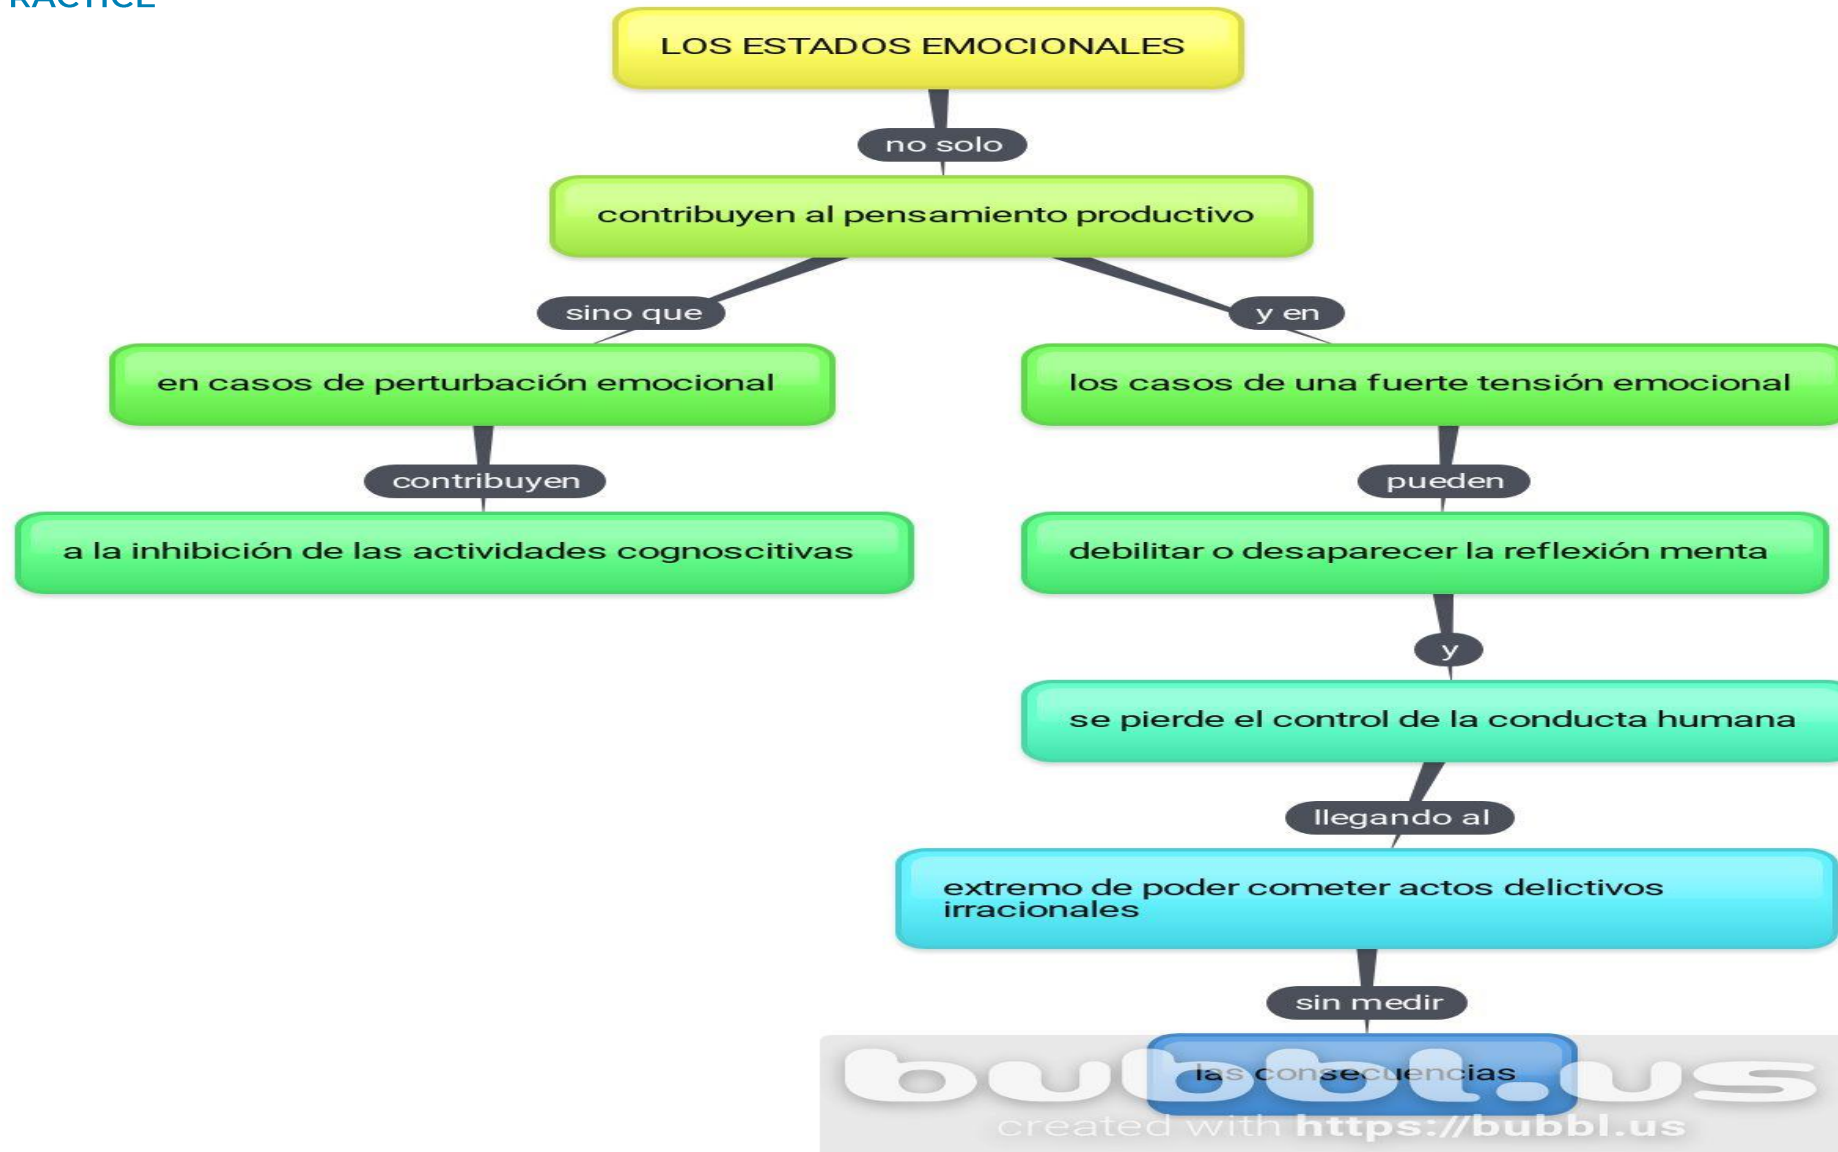 RACTICE
LOS ESTADOS EMOCIONALES
no solo
contribuyen al pensamiento productivo
sino que
y en
en casos de perturbación emocional
los casos de una fuerte tensión emocional
contribuyen
pueden
a la inhibición de las actividades cognoscitivas
debilitar o desaparecer la reflexión menta
y
se pierde el control de la conducta humana
llegando al
extremo de poder cometer actos delictivos
irracionales
sin medir
las consecuencias
bubbl.us
created with https://bubbl.us